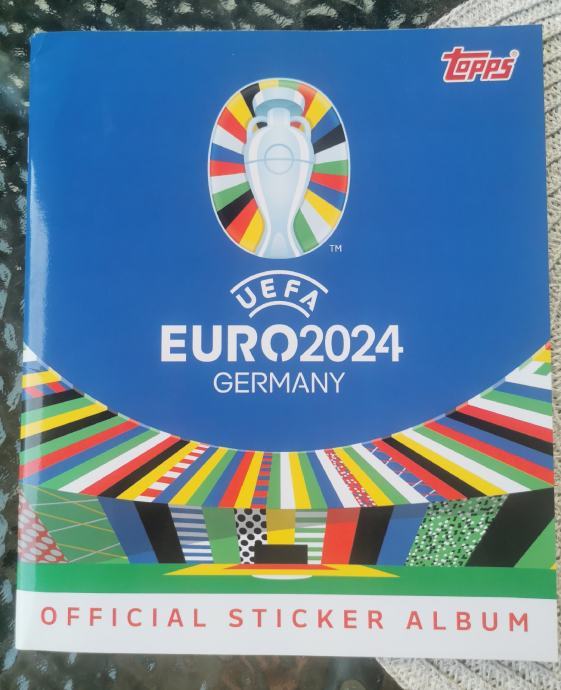 topps®
TM
UEFA
EURO2024
GERMANY
OFFICIAL STICKER ALBUM